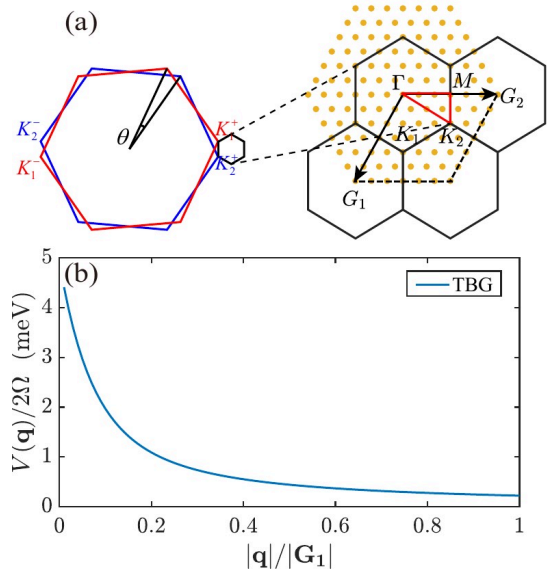 (a)
K₂⁻
K₁⁻
θ
K₁⁺
K₂⁺
Γ
M
G₂
K₁
K₂
G₁
(b)
TBG
V(q)/2Ω (meV)
5
4
3
2
1
0
0
0.2
0.4
0.6
0.8
1
|q|/|G₁|